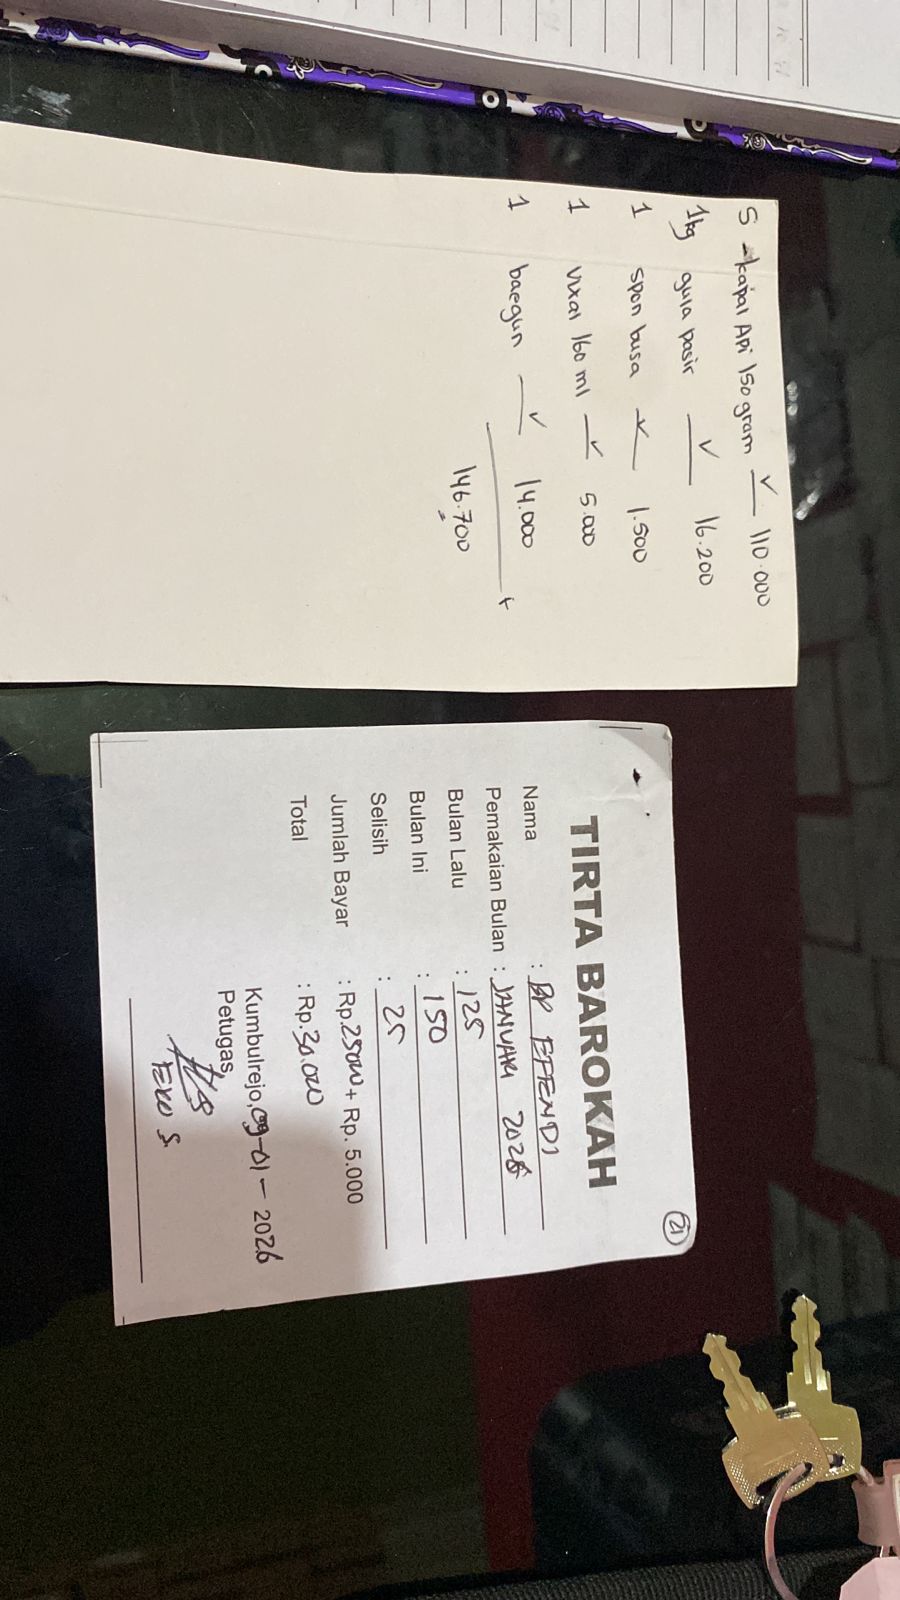 5 kapal Api 150 gram 110.000
1kg gula pasir 16.200
1 spon busa 1.500
1 vixal 160 ml 5.000
1 baegun 14.000
+
146.700
21
TIRTA BAROKAH
Nama : BP EFENDI
Pemakaian Bulan : JANUARI 2026
Bulan Lalu : 125
Bulan Ini : 150
Selisih : 25
Jumlah Bayar : Rp.25000 + Rp. 5.000
Total : Rp.30.000
Kumbulrejo, 09-01-2026
Petugas,
EKO S.